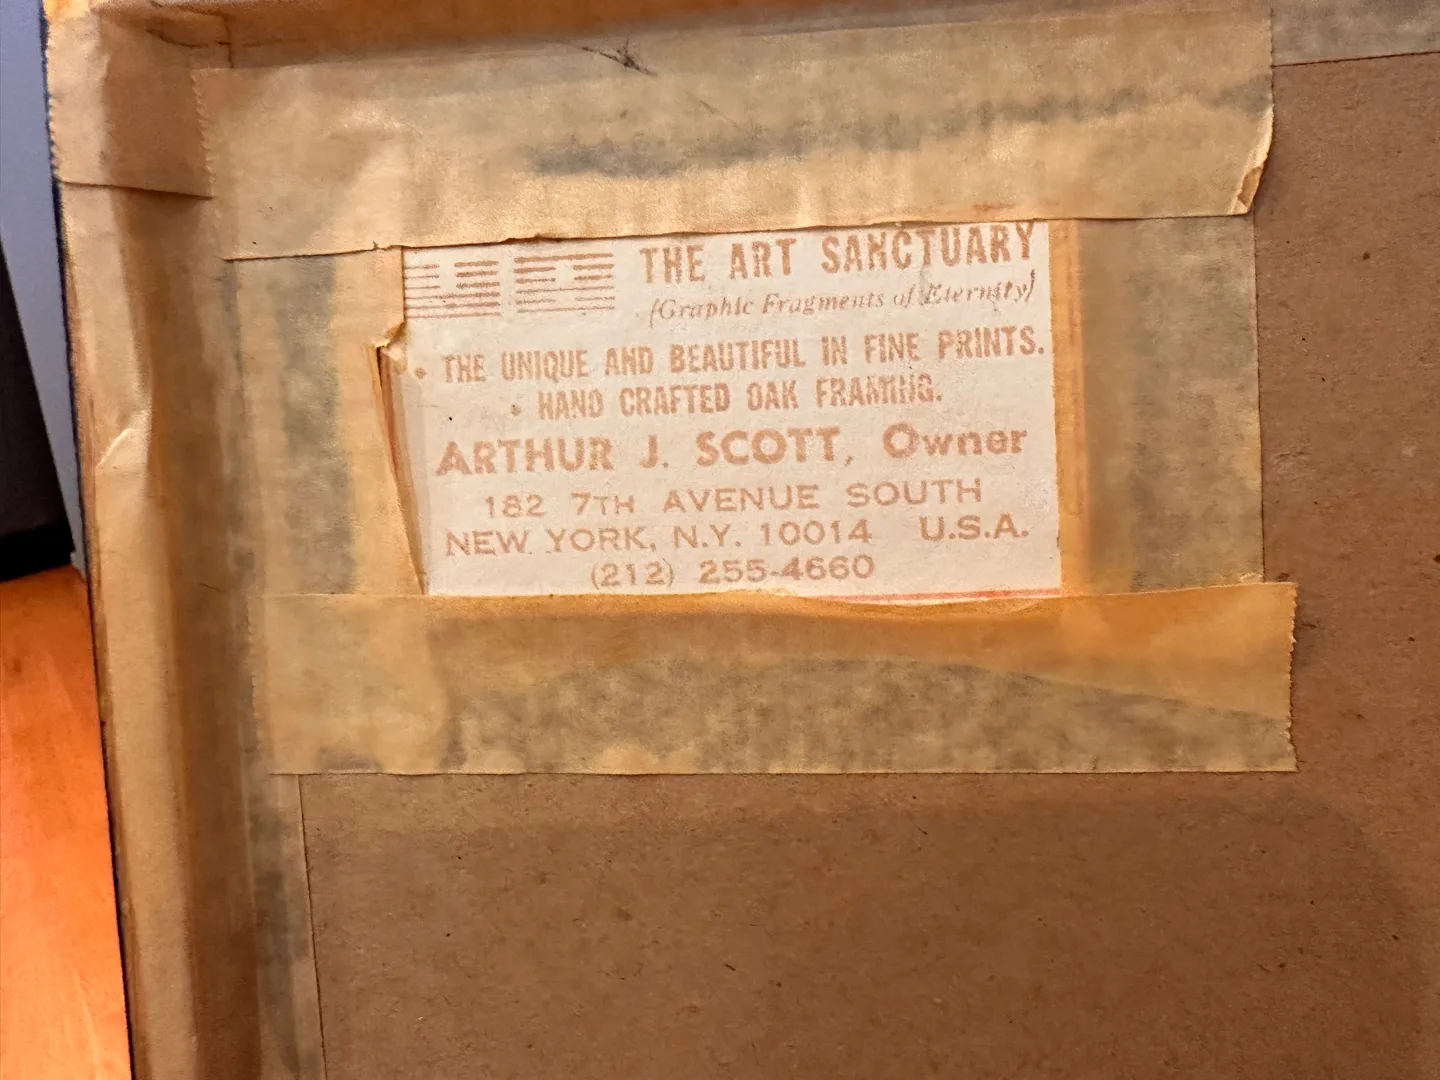 THE ART SANCTUARY
(Graphic Fragments of Eternity)
• THE UNIQUE AND BEAUTIFUL IN FINE PRINTS.
• HAND CRAFTED OAK FRAMING.
ARTHUR J. SCOTT, Owner
182 7TH AVENUE SOUTH
NEW YORK, N.Y. 10014 U.S.A.
(212) 255-4660